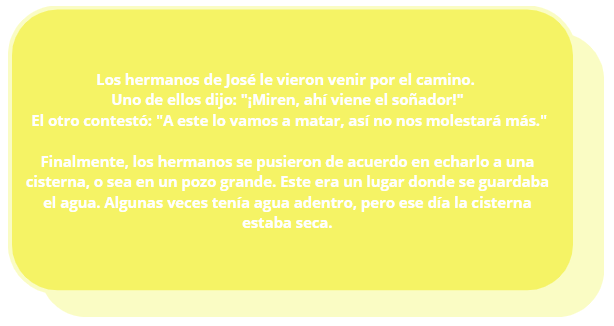 Los hermanos de José le vieron venir por el camino.
Uno de ellos dijo: "¡Miren, ahí viene el soñador!"
El otro contestó: "A este lo vamos a matar, así no nos molestará más."
Finalmente, los hermanos se pusieron de acuerdo en echarlo a una
cisterna, o sea en un pozo grande. Este era un lugar donde se guardaba
el agua. Algunas veces tenía agua adentro, pero ese día la cisterna
estaba seca.